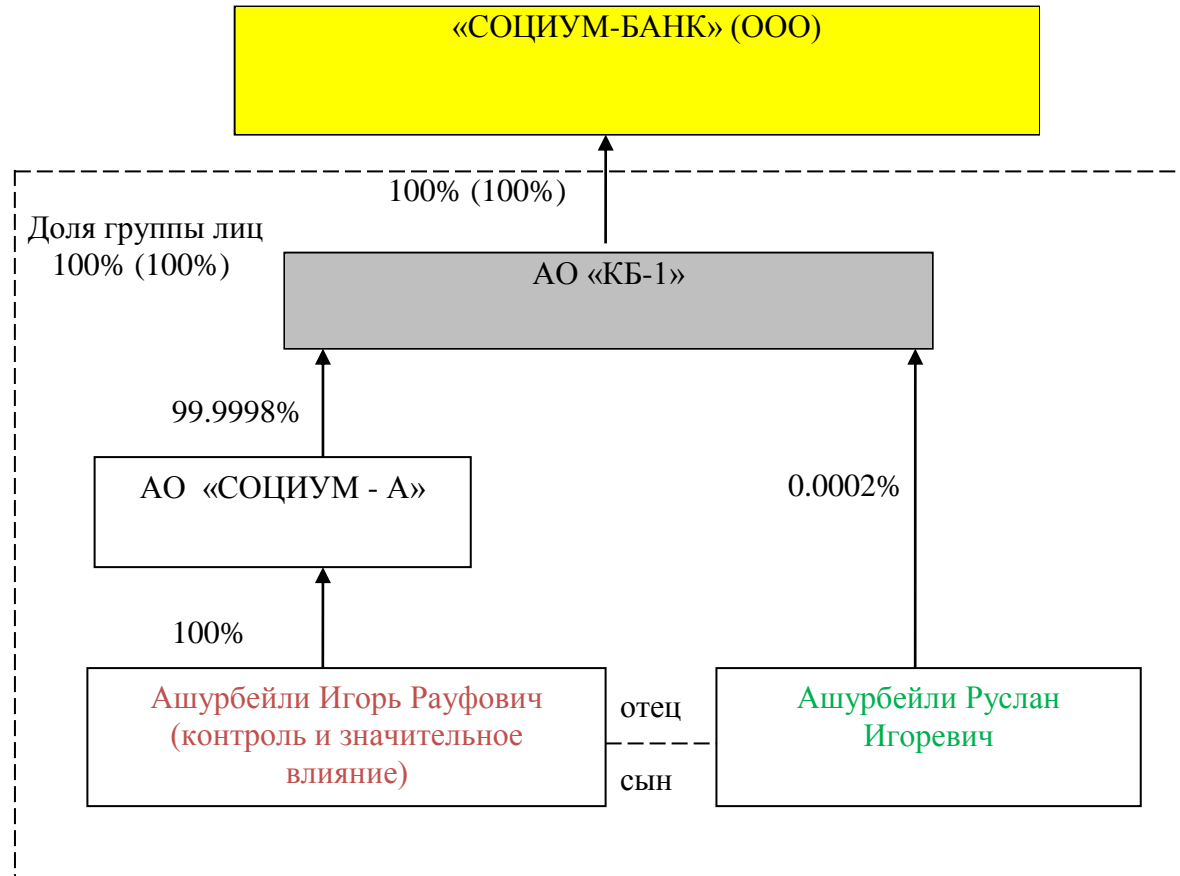 «СОЦИУМ-БАНК» (ООО)
100% (100%)
Доля группы лиц
100% (100%)
АО «КБ-1»
99.9998%
АО «СОЦИУМ - А»
0.0002%
100%
Ашурбейли Игорь Рауфович
(контроль и значительное
влияние)
отец
сын
Ашурбейли Руслан
Игоревич